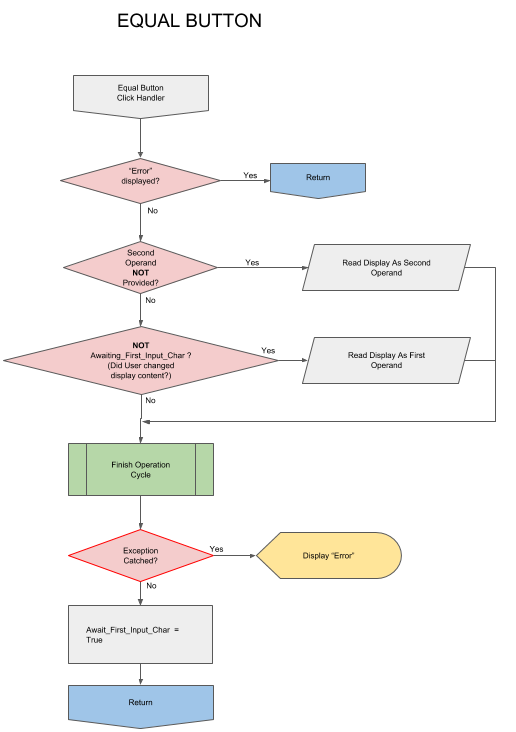 EQUAL BUTTON
Equal Button
Click Handler
"Error"
displayed?
Yes
Return
No
Second
Operand
NOT
Provided?
Yes
Read Display As Second
Operand
No
NOT
Awaiting_First_Input_Char ?
(Did User changed
display content?)
Yes
Read Display As First
Operand
No
Finish Operation
Cycle
Exception
Catched?
Yes
Display "Error"
No
Await_First_Input_Char =
True
Return